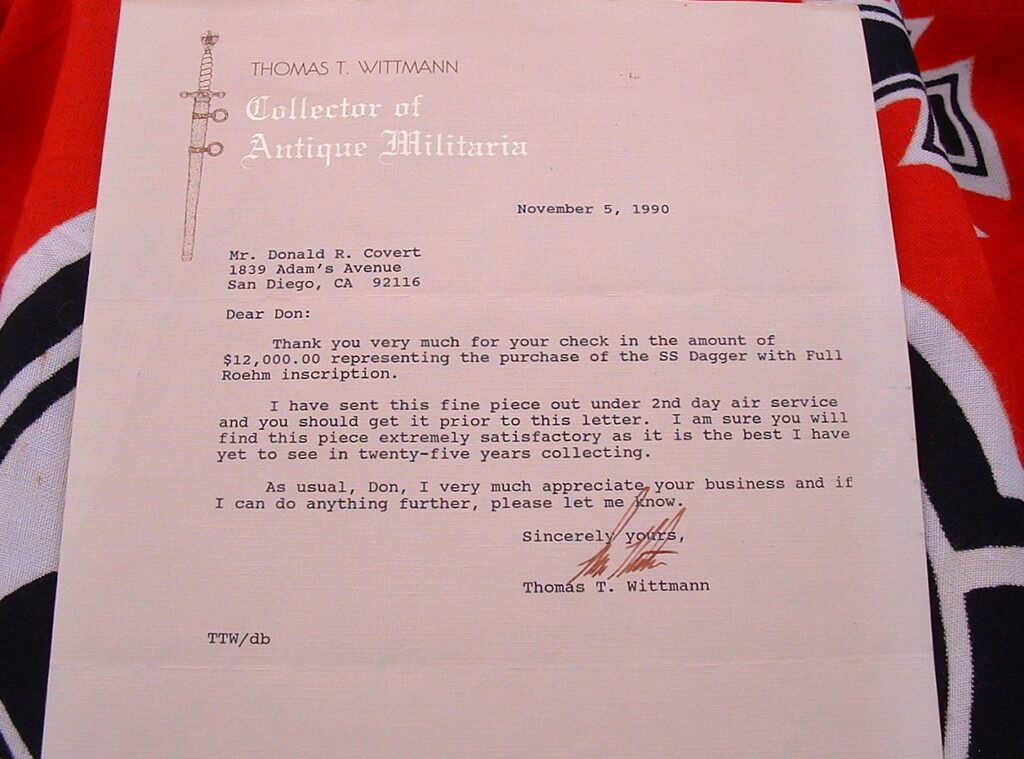 THOMAS T. WITTMANN
Collector of
Antique Militaria
November 5, 1990
Mr. Donald R. Covert
1839 Adam's Avenue
San Diego, CA 92116
Dear Don:
Thank you very much for your check in the amount of
$12,000.00 representing the purchase of the SS Dagger with Full
Roehm inscription.
I have sent this fine piece out under 2nd day air service
and you should get it prior to this letter. I am sure you will
find this piece extremely satisfactory as it is the best I have
yet to see in twenty-five years collecting.
As usual, Don, I very much appreciate your business and if
I can do anything further, please let me know.
Sincerely yours,
Thomas T. Wittmann
TTW/db